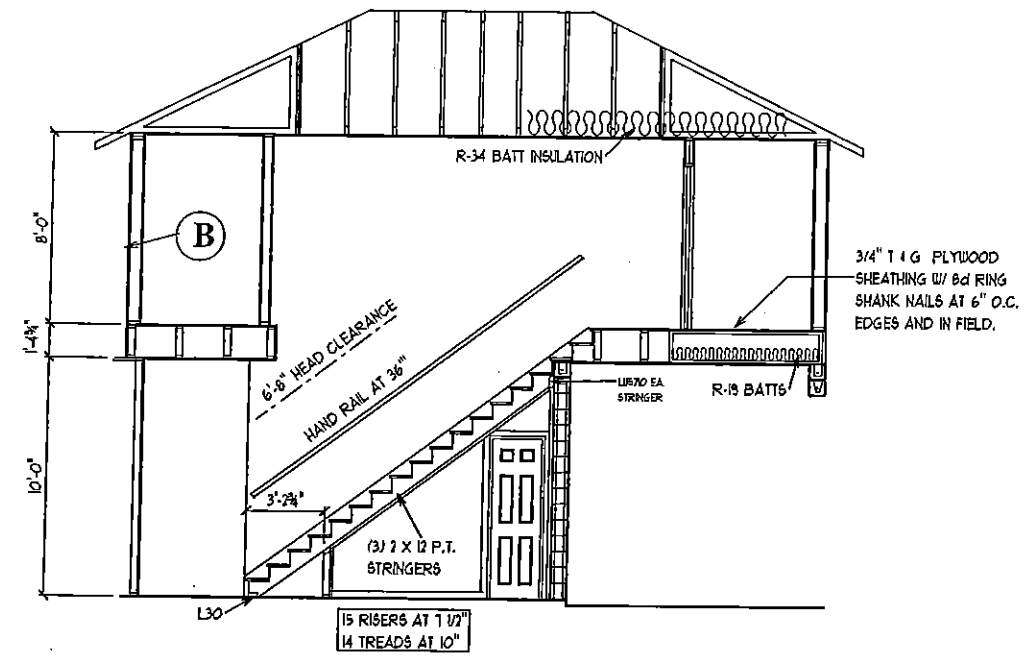 R-34 BATT INSULATION
B
8'-0"
3/4" T & G PLYWOOD
SHEATHING W/ 8d RING
SHANK NAILS AT 6" O.C.
EDGES AND IN FIELD.
1'-4¾"
6'-8" HEAD CLEARANCE
HAND RAIL AT 36"
EA.
STRINGER
R-19 BATTS
10'-0"
3'-2¾"
(3) 2 X 12 P.T.
STRINGERS
L30
15 RISERS AT 7 1/2"
14 TREADS AT 10"